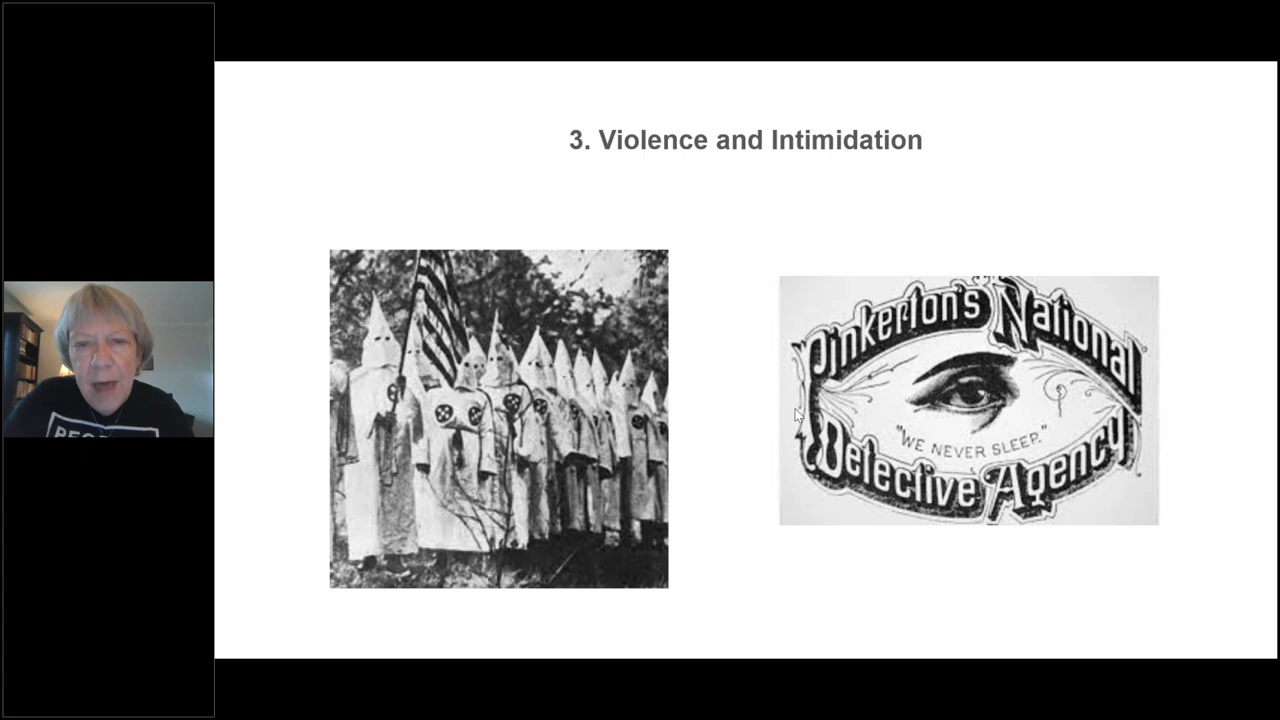 3. Violence and Intimidation
Pinkerton's National
"WE NEVER SLEEP."
Detective Agency